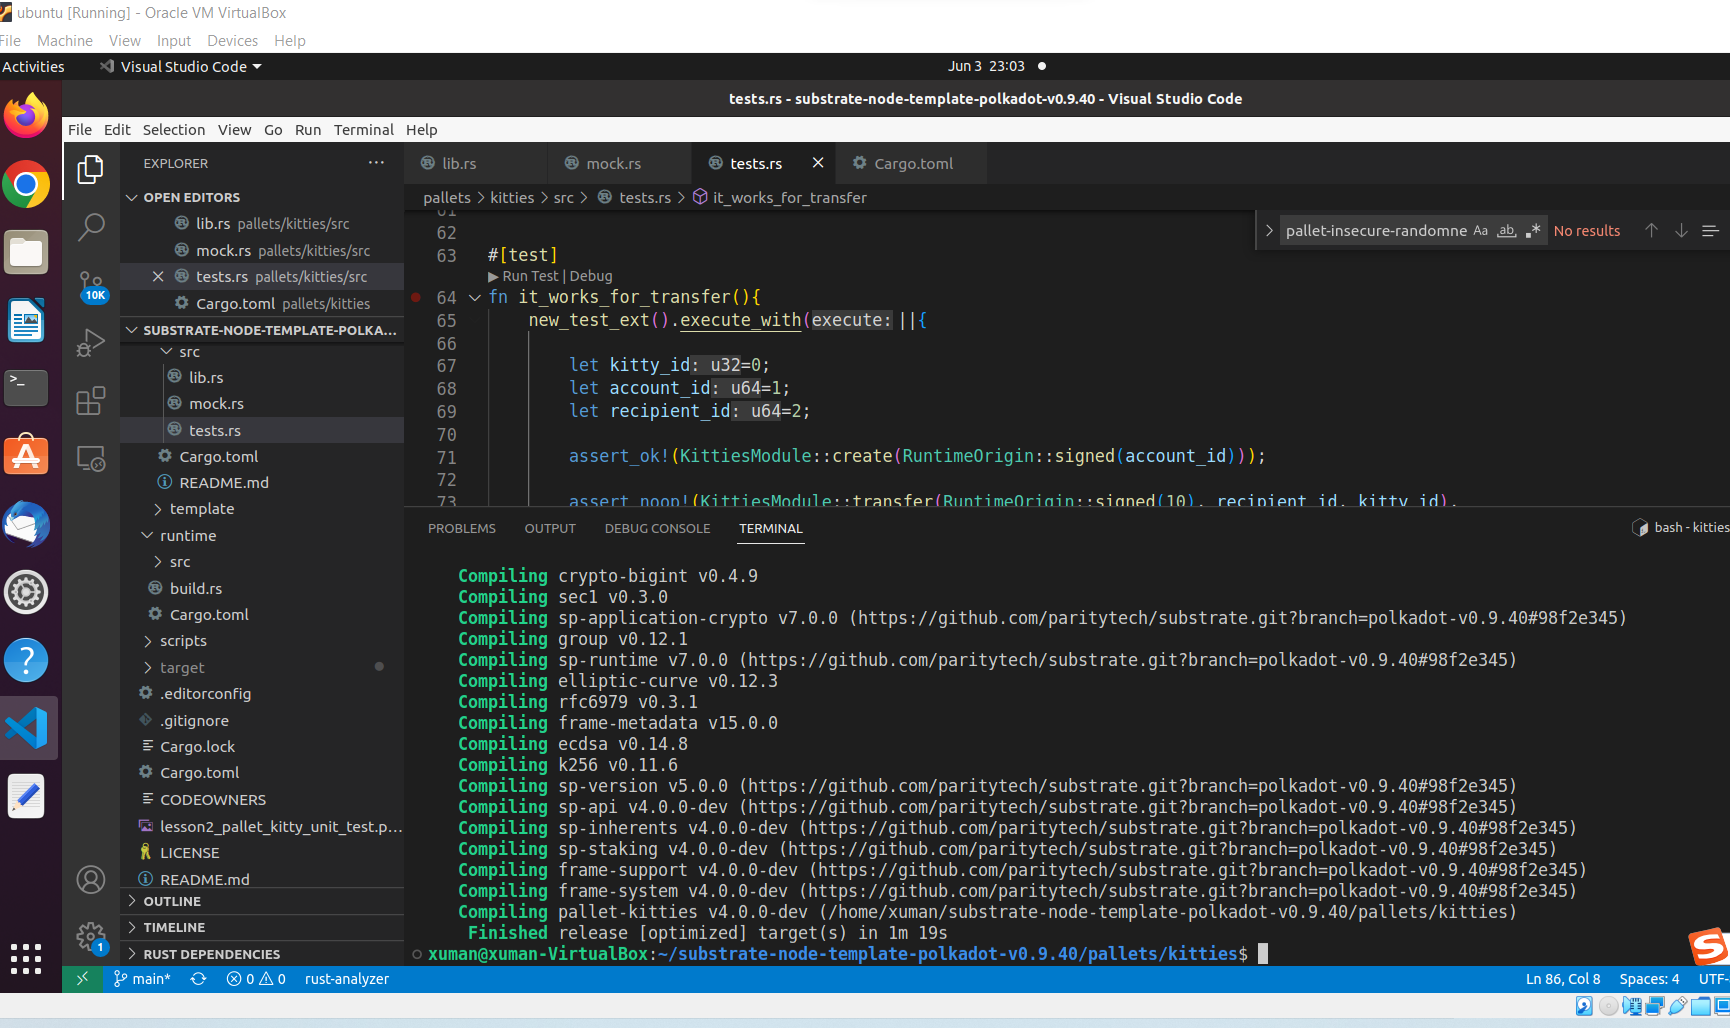 ubuntu [Running] - Oracle VM VirtualBox
File Machine View Input Devices Help
Activities Visual Studio Code Jun 3 23:03
tests.rs - substrate-node-template-polkadot-v0.9.40 - Visual Studio Code
File Edit Selection View Go Run Terminal Help
EXPLORER ···
lib.rs mock.rs tests.rs Cargo.toml
pallets > kitties > src > tests.rs > it_works_for_transfer
OPEN EDITORS
lib.rs pallets/kitties/src
mock.rs pallets/kitties/src
tests.rs pallets/kitties/src
Cargo.toml pallets/kitties
SUBSTRATE-NODE-TEMPLATE-POLKA...
src
lib.rs
mock.rs
tests.rs
Cargo.toml
README.md
template
runtime
src
build.rs
Cargo.toml
scripts
target
.editorconfig
.gitignore
Cargo.lock
Cargo.toml
CODEOWNERS
lesson2_pallet_kitty_unit_test.p...
LICENSE
README.md
OUTLINE
TIMELINE
RUST DEPENDENCIES
10K
1
pallet-insecure-randomne Aa ab .* No results
61
62
63 #[test]
Run Test | Debug
64 fn it_works_for_transfer(){
65 new_test_ext().execute_with(execute: ||{
66
67 let kitty_id: u32=0;
68 let account_id: u64=1;
69 let recipient_id: u64=2;
70
71 assert_ok!(KittiesModule::create(RuntimeOrigin::signed(account_id)));
72
73 assert_noop!(KittiesModule::transfer(RuntimeOrigin::signed(10), recipient_id, kitty_id),
PROBLEMS OUTPUT DEBUG CONSOLE TERMINAL bash - kitties
Compiling crypto-bigint v0.4.9
Compiling sec1 v0.3.0
Compiling sp-application-crypto v7.0.0 (https://github.com/paritytech/substrate.git?branch=polkadot-v0.9.40#98f2e345)
Compiling group v0.12.1
Compiling sp-runtime v7.0.0 (https://github.com/paritytech/substrate.git?branch=polkadot-v0.9.40#98f2e345)
Compiling elliptic-curve v0.12.3
Compiling rfc6979 v0.3.1
Compiling frame-metadata v15.0.0
Compiling ecdsa v0.14.8
Compiling k256 v0.11.6
Compiling sp-version v5.0.0 (https://github.com/paritytech/substrate.git?branch=polkadot-v0.9.40#98f2e345)
Compiling sp-api v4.0.0-dev (https://github.com/paritytech/substrate.git?branch=polkadot-v0.9.40#98f2e345)
Compiling sp-inherents v4.0.0-dev (https://github.com/paritytech/substrate.git?branch=polkadot-v0.9.40#98f2e345)
Compiling sp-staking v4.0.0-dev (https://github.com/paritytech/substrate.git?branch=polkadot-v0.9.40#98f2e345)
Compiling frame-support v4.0.0-dev (https://github.com/paritytech/substrate.git?branch=polkadot-v0.9.40#98f2e345)
Compiling frame-system v4.0.0-dev (https://github.com/paritytech/substrate.git?branch=polkadot-v0.9.40#98f2e345)
Compiling pallet-kitties v4.0.0-dev (/home/xuman/substrate-node-template-polkadot-v0.9.40/pallets/kitties)
Finished release [optimized] target(s) in 1m 19s
xuman@xuman-VirtualBox:~/substrate-node-template-polkadot-v0.9.40/pallets/kitties$
main* 0 0 rust-analyzer Ln 86, Col 8 Spaces: 4 UTF-